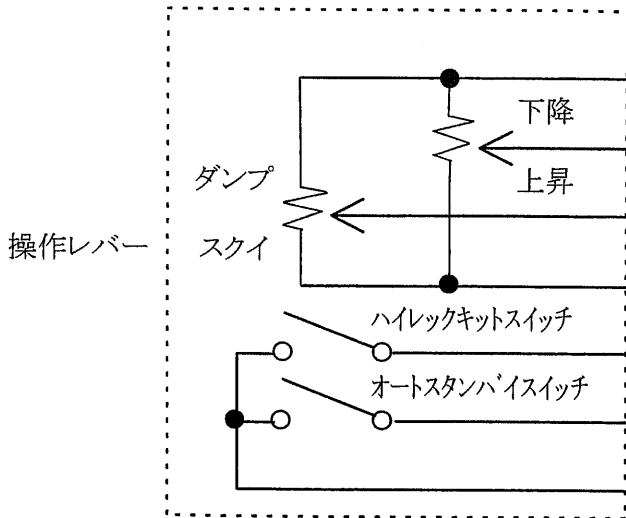 下降
上昇
ダンプ
スクイ
操作レバー
ハイレックキットスイッチ
オートスタンバイスイッチ